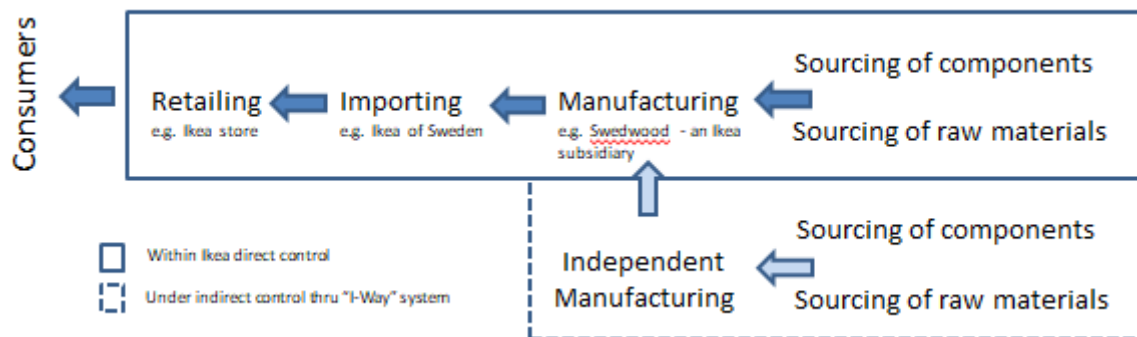 Consumers
Retailing
e.g. Ikea store
Importing
e.g. Ikea of Sweden
Manufacturing
e.g. Swedwood - an Ikea
subsidiary
Sourcing of components
Sourcing of raw materials
Independent
Manufacturing
Sourcing of components
Sourcing of raw materials
Within Ikea direct control
Under indirect control thru “I-Way” system